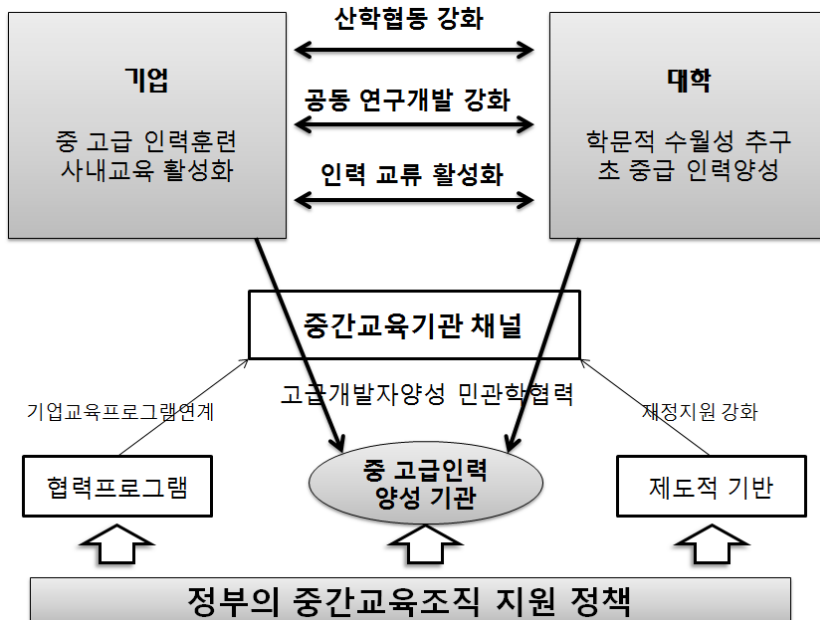 산학협동 강화
기업
중 고급 인력훈련
사내교육 활성화
공동 연구개발 강화
인력 교류 활성화
대학
학문적 수월성 추구
초 중급 인력양성
중간교육기관 채널
고급개발자양성 민관학협력
기업교육프로그램연계
재정지원 강화
협력프로그램
중 고급인력
양성 기관
제도적 기반
정부의 중간교육조직 지원 정책